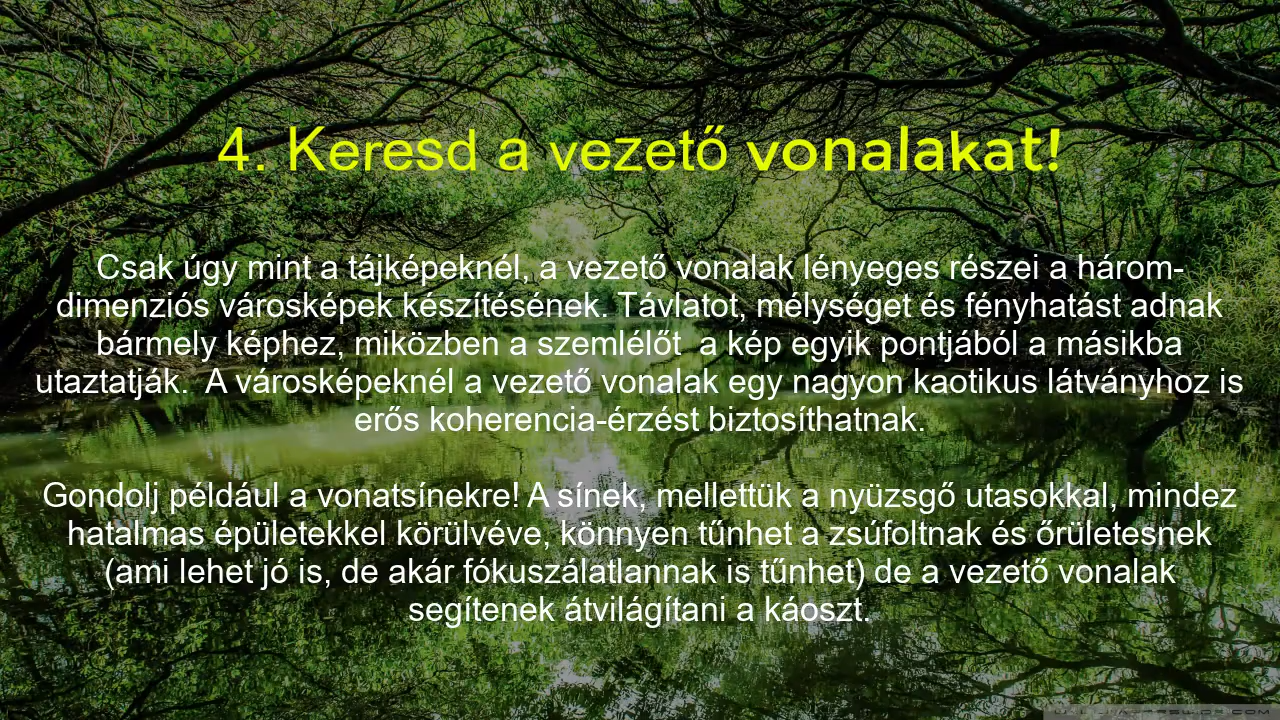 4. Keresd a vezető vonalakat!
Csak úgy mint a tájképeknél, a vezető vonalak lényeges részei a három-
dimenziós városképek készítésének. Távlatot, mélységet és fényhatást adnak
bármely képhez, miközben a szemlélőt  a kép egyik pontjából a másikba
utaztatják.  A városképeknél a vezető vonalak egy nagyon kaotikus látványhoz is
erős koherencia-érzést biztosíthatnak.
Gondolj például a vonatsínekre! A sínek, mellettük a nyüzsgő utasokkal, mindez
hatalmas épületekkel körülvéve, könnyen tűnhet a zsúfoltnak és őrületesnek
(ami lehet jó is, de akár fókuszálatlannak is tűnhet) de a vezető vonalak
segítenek átvilágítani a káoszt.